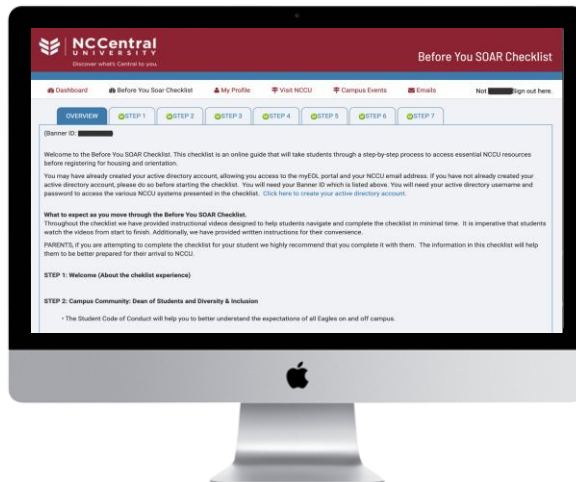 NCCentral
UNIVERSITY
Discover what's Central to you.
Before You SOAR Checklist
Dashboard Before You Soar Checklist My Profile Visit NCCU Campus Events Emails Not Sign out here.
OVERVIEW STEP 1 STEP 2 STEP 3 STEP 4 STEP 5 STEP 6 STEP 7
(Banner ID: )
Welcome to the Before You SOAR Checklist. This checklist is an online guide that will take students through a step-by-step process to access essential NCCU resources
before registering for housing and orientation.
You may have already created your active directory account, allowing you access to the myEOL portal and your NCCU email address. If you have not already created your
active directory account, please do so before starting the checklist. You will need your Banner ID which is listed above. You will need your active directory username and
password to access the various NCCU systems presented in the checklist. Click here to create your active directory account.
What to expect as you move through the Before You SOAR Checklist.
Throughout the checklist we have provided instructional videos designed to help students navigate and complete the checklist in minimal time. It is imperative that students
watch the videos from start to finish. Additionally, we have provided written instructions for their convenience.
PARENTS, if you are attempting to complete the checklist for your student we highly recommend that you complete it with them. The information in this checklist will help
them to be better prepared for their arrival to NCCU.
STEP 1: Welcome (About the cheklist experience)
STEP 2: Campus Community: Dean of Students and Diversity & Inclusion
• The Student Code of Conduct will help you to better understand the expectations of all Eagles on and off campus.